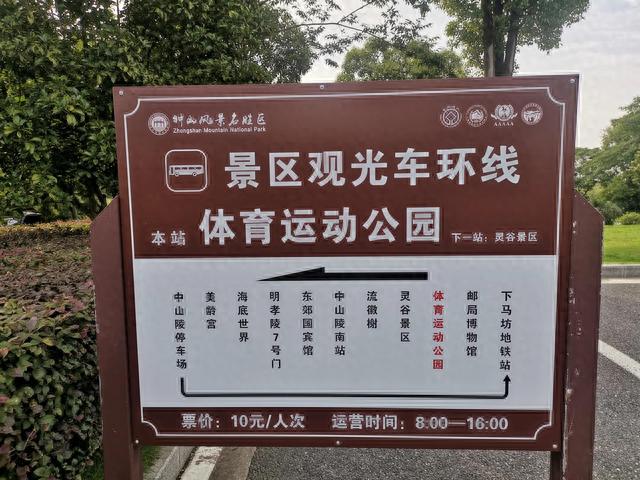 钟山风景名胜区
Zhongshan Mountain National Park
AAAAA
景区观光车环线
本站 体育运动公园 下一站：灵谷景区
中山陵停车场
美龄宫
海底世界
明孝陵7号门
东郊国宾馆
中山陵南站
流徽榭
灵谷景区
体育运动公园
邮局博物馆
下马坊地铁站
票价：10元/人次 运营时间：8:00—16:00